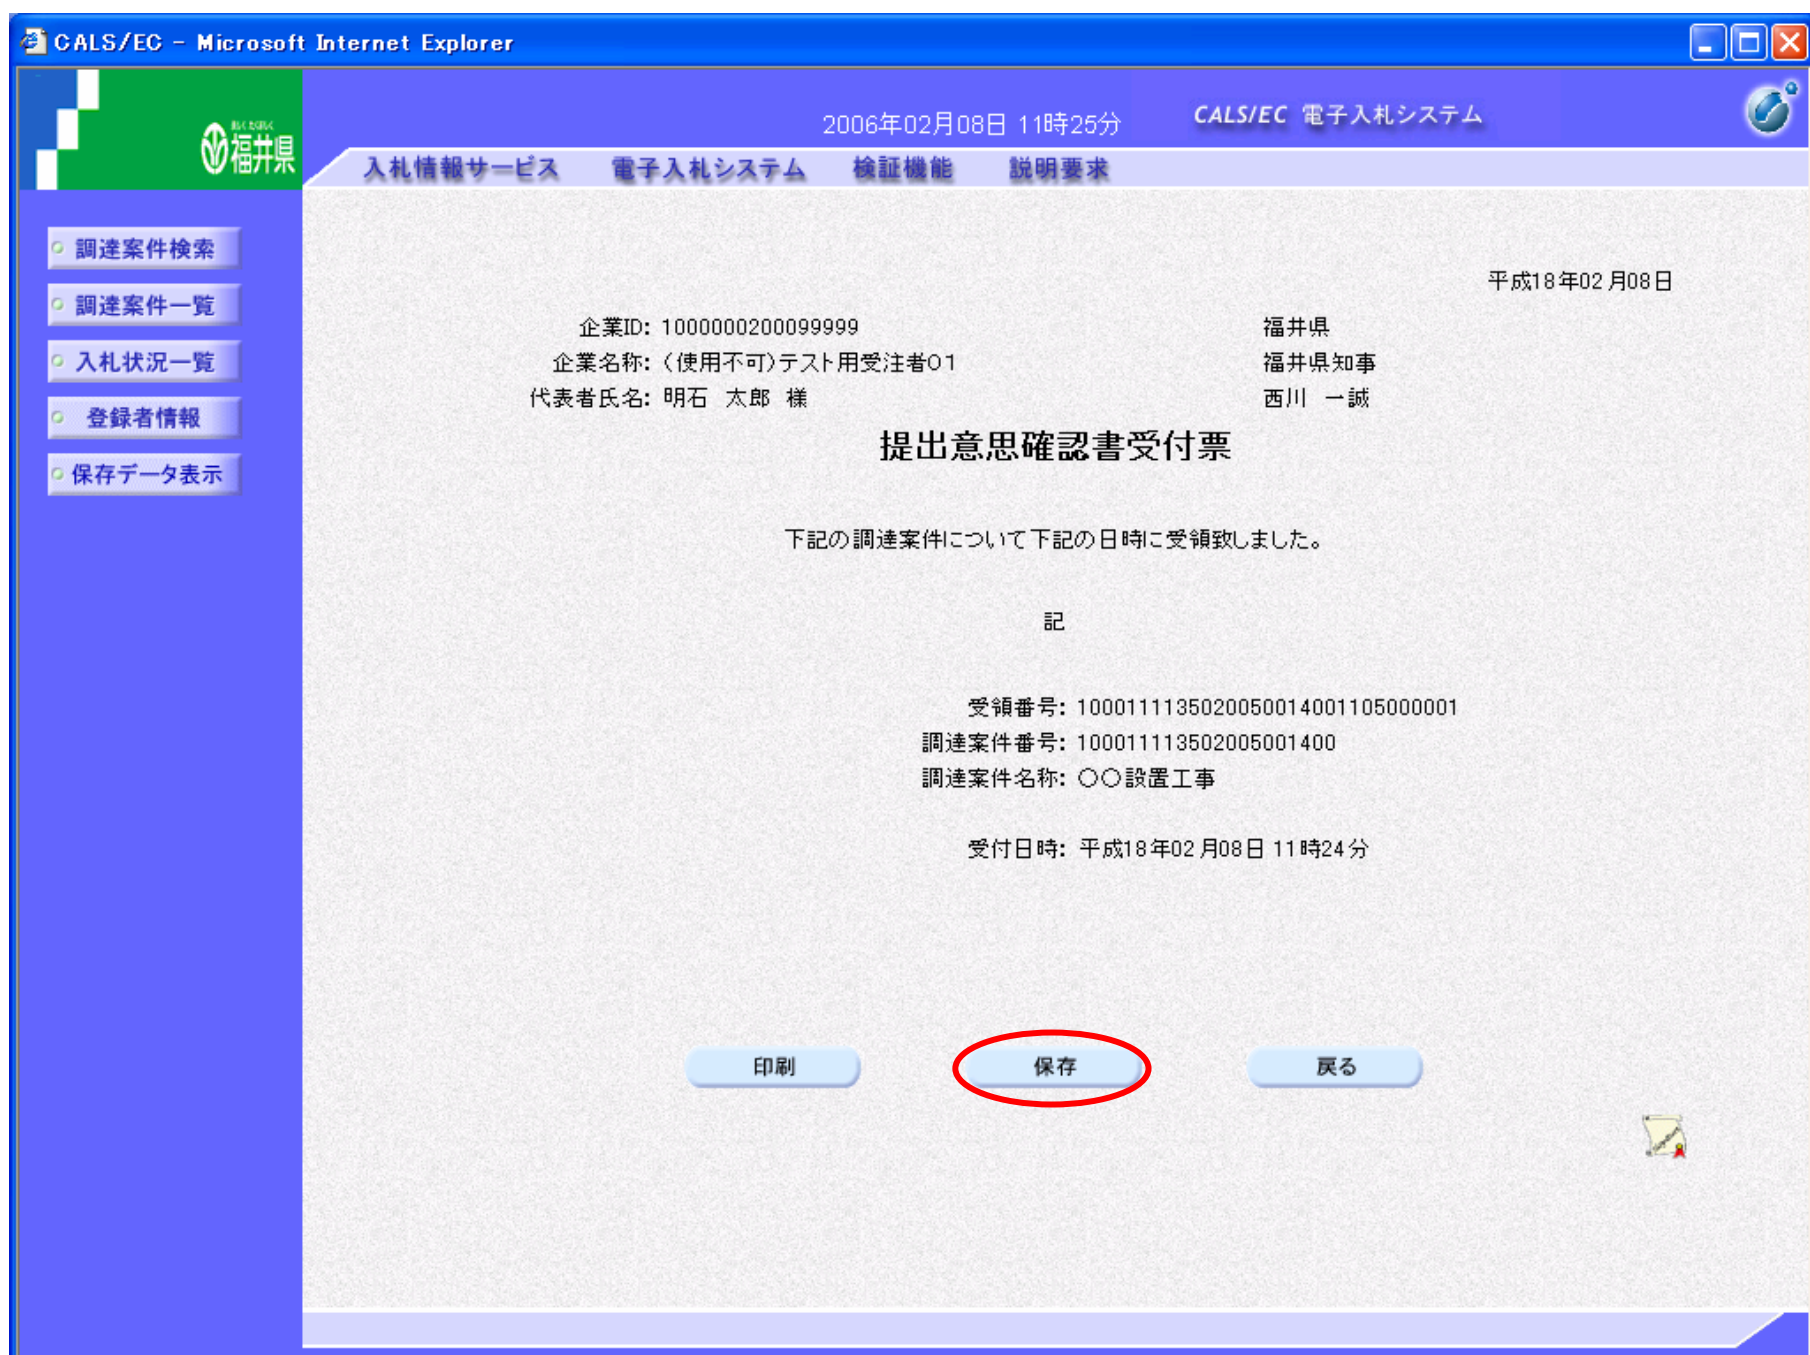 CALS/EC - Microsoft Internet Explorer
福井県
2006年02月08日 11時25分
CALS/EC 電子入札システム
入札情報サービス 電子入札システム 検証機能 説明要求
調達案件検索
調達案件一覧
入札状況一覧
登録者情報
保存データ表示
平成18年02月08日
企業ID: 1000000200099999
福井県
企業名称: (使用不可)テスト用受注者01
福井県知事
代表者氏名: 明石 太郎 様
西川 一誠
提出意思確認書受付票
下記の調達案件について下記の日時に受領致しました。
記
受領番号: 1000111135020050014001105000001
調達案件番号: 100011113502005001400
調達案件名称: 〇〇設置工事
受付日時: 平成18年02月08日 11時24分
印刷
保存
戻る